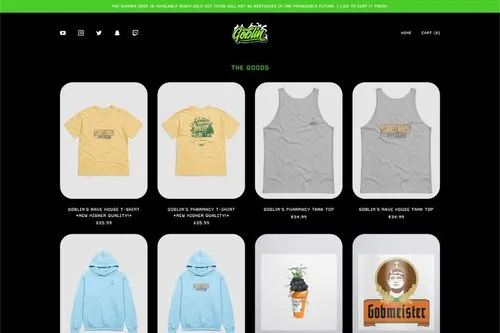 THE SUMMER DROP IS AVAILABLE NOW!!! SOLD OUT ITEMS WILL NOT BE RESTOCKED IN THE FORESEEABLE FUTURE. I LIKE TO KEEP IT FRESH.
Goblin
HOME CART (0)
THE GOODS
GOBLIN'S RAVE HOUSE T-SHIRT *NEW HIGHER QUALITY!*
$35.99
GOBLIN'S PHARMACY T-SHIRT *NEW HIGHER QUALITY!*
$35.99
GOBLIN'S PHARMACY TANK TOP
$34.99
GOBLIN'S RAVE HOUSE TANK TOP
$34.99
Gobmeister